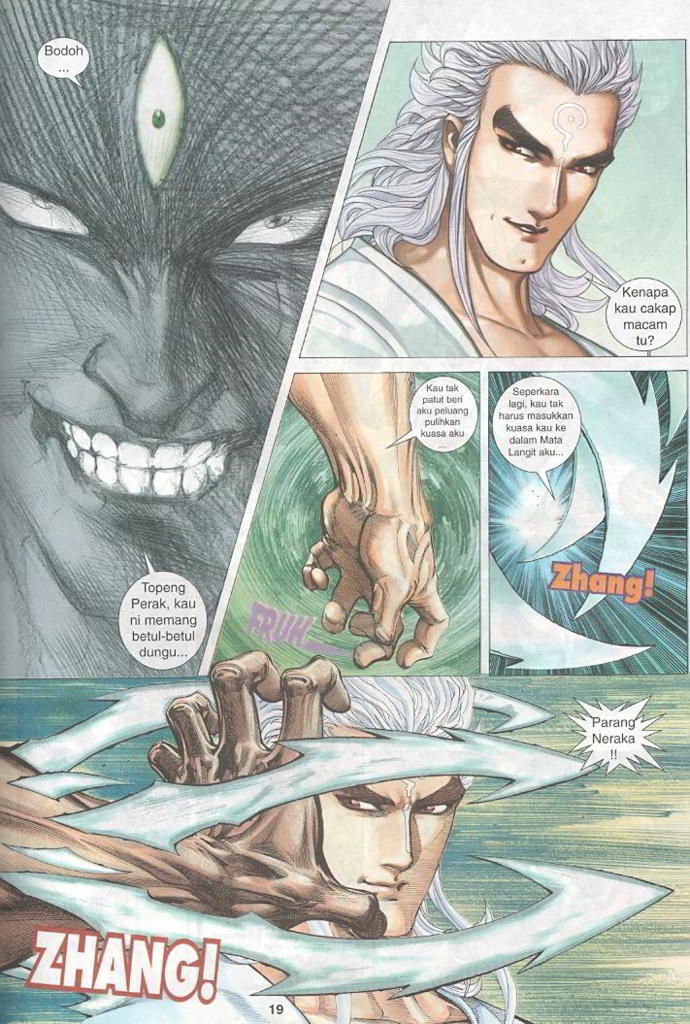 Bodoh
...
Kenapa
kau cakap
macam
tu?
Topeng
Perak, kau
ni memang
betul-betul
dungu...
Kau tak
patut beri
aku peluang
pulihkan
kuasa aku
...
FRUH...
Seperkara
lagi, kau tak
harus masukkan
kuasa kau ke
dalam Mata
Langit aku...
Zhang!
Parang
Neraka
!!
ZHANG!
19